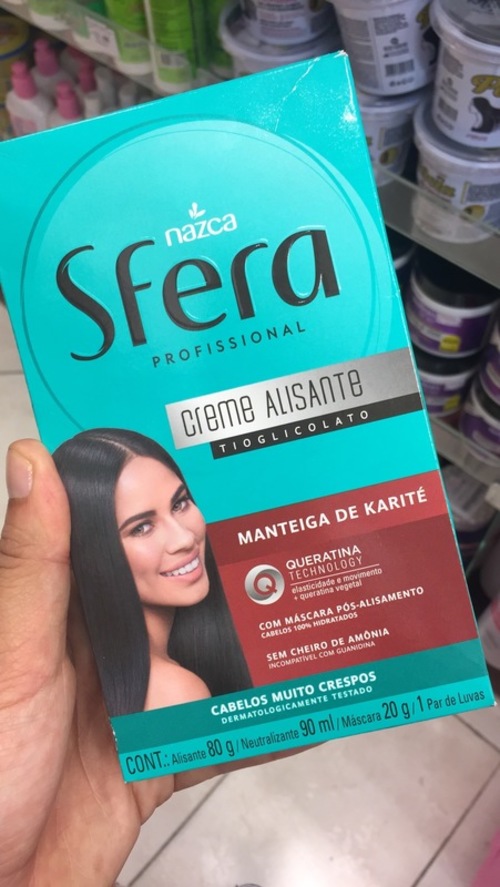 nazca
Sfera
PROFISSIONAL
CREME ALISANTE
TIOGLICOLATO
MANTEIGA DE KARITÉ
Q
QUERATINA
TECHNOLOGY
elasticidade e movimento
+ queratina vegetal
COM MÁSCARA PÓS-ALISAMENTO
CABELOS 100% HIDRATADOS
SEM CHEIRO DE AMÔNIA
INCOMPATÍVEL COM GUANIDINA
CABELOS MUITO CRESPOS
DERMATOLOGICAMENTE TESTADO
CONT.: Alisante 80 g / Neutralizante 90 ml / Máscara 20 g / 1 Par de Luvas